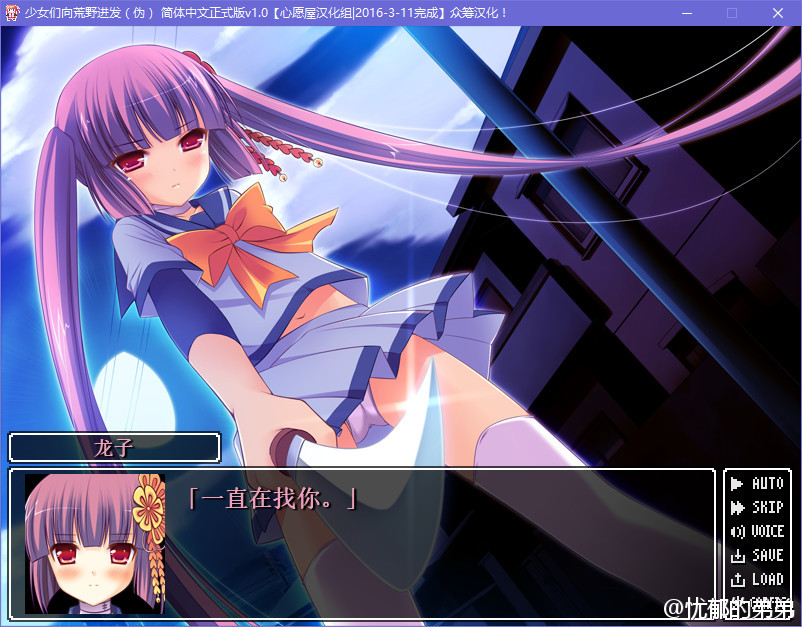 少女们向荒野进发（伪） 简体中文正式版v1.0【心愿屋汉化组|2016-3-11完成】众筹汉化！
龙子
「一直在找你。」
AUTO
SKIP
VOICE
SAVE
LOAD
@忧郁的弟弟